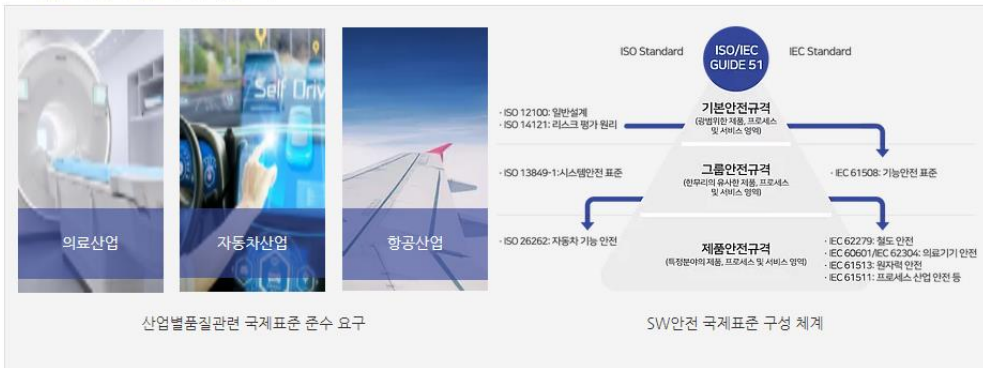 Self Driv
의료산업
자동차산업
항공산업
산업별품질관련 국제표준 준수 요구
ISO Standard
ISO/IEC
GUIDE 51
IEC Standard
기본안전규격
(광범위한 제품, 프로세스
및 서비스 영역)
· ISO 12100: 일반설계
· ISO 14121: 리스크 평가 원리
그룹안전규격
(한무리의 유사한 제품, 프로세스
및 서비스 영역)
· ISO 13849-1:시스템안전 표준
· IEC 61508: 기능안전 표준
제품안전규격
(특정분야의 제품, 프로세스 및 서비스 영역)
· ISO 26262: 자동차 기능 안전
· IEC 62279: 철도 안전
· IEC 60601/IEC 62304: 의료기기 안전
· IEC 61513: 원자력 안전
· IEC 61511: 프로세스 산업 안전 등
SW안전 국제표준 구성 체계